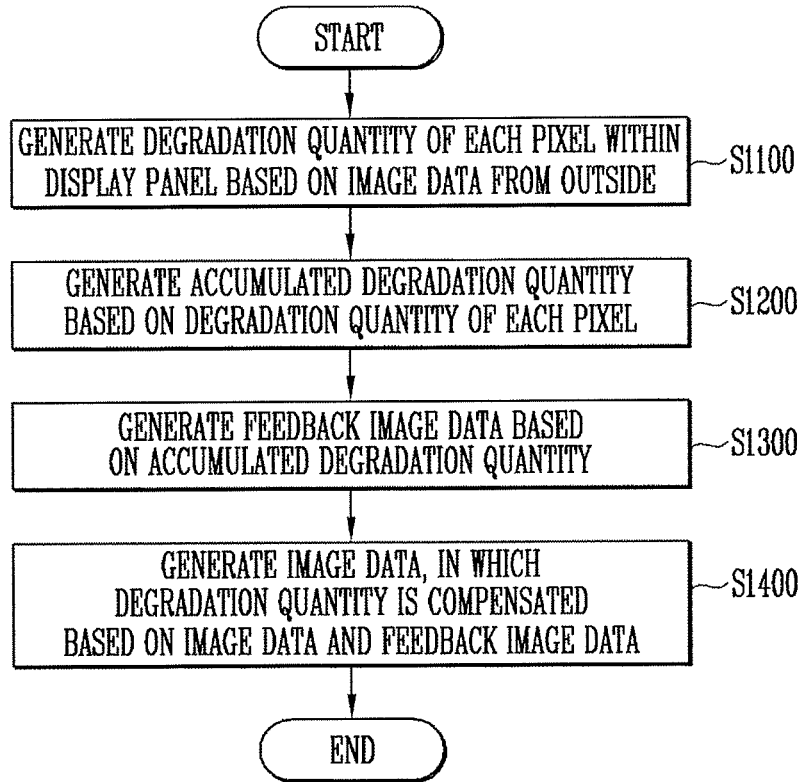 START
GENERATE DEGRADATION QUANTITY OF EACH PIXEL WITHIN
DISPLAY PANEL BASED ON IMAGE DATA FROM OUTSIDE
S1100
GENERATE ACCUMULATED DEGRADATION QUANTITY
BASED ON DEGRADATION QUANTITY OF EACH PIXEL
S1200
GENERATE FEEDBACK IMAGE DATA BASED
ON ACCUMULATED DEGRADATION QUANTITY
S1300
GENERATE IMAGE DATA, IN WHICH
DEGRADATION QUANTITY IS COMPENSATED
BASED ON IMAGE DATA AND FEEDBACK IMAGE DATA
S1400
END